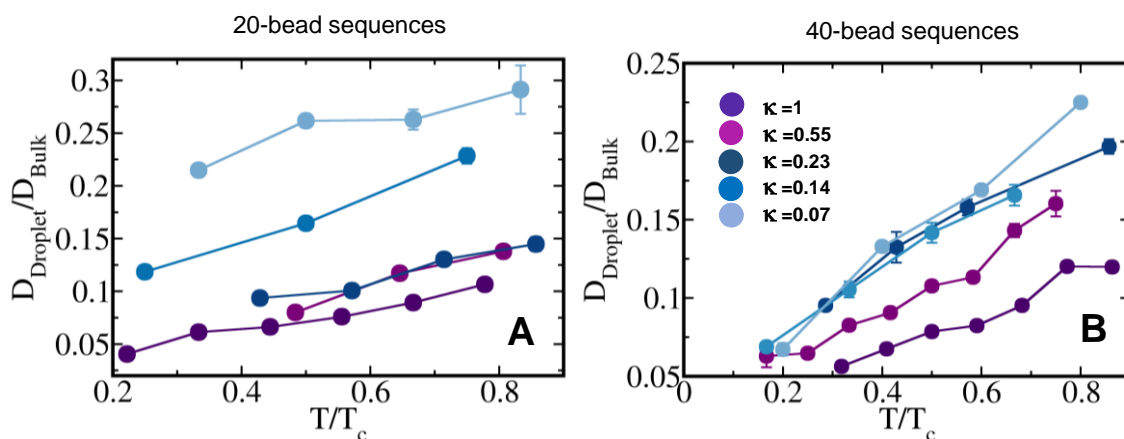 20-bead sequences
40-bead sequences
D_Droplet/D_Bulk
0.3
0.25
0.2
0.15
0.1
0.05
0.2
0.4
0.6
0.8
T/T_c
A
D_Droplet/D_Bulk
0.25
0.2
0.15
0.1
0.05
0
0.2
0.4
0.6
0.8
T/T_c
κ =1
κ =0.55
κ =0.23
κ =0.14
κ =0.07
B